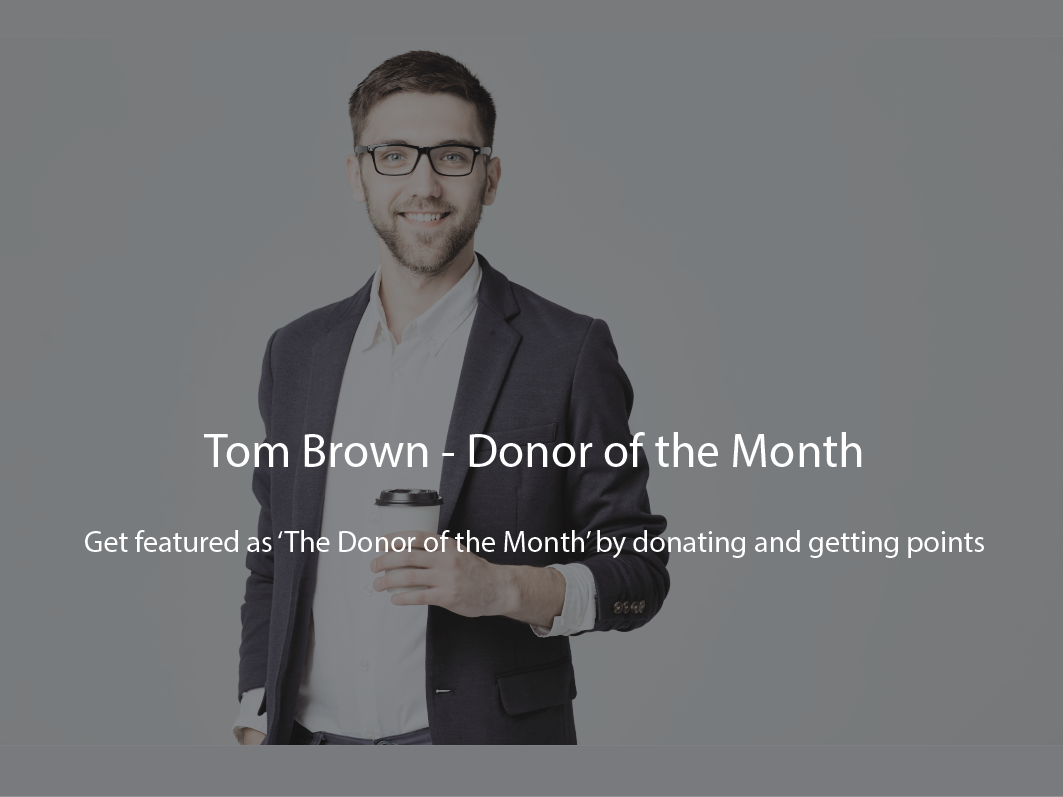 Tom Brown - Donor of the Month
Get featured as ‘The Donor of the Month’ by donating and getting points